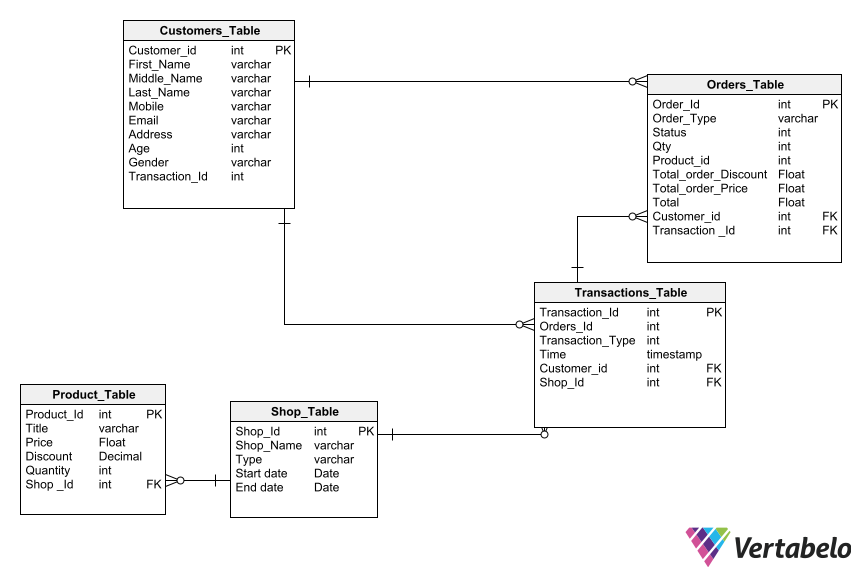 Customers_Table
Customer_id int PK
First_Name varchar
Middle_Name varchar
Last_Name varchar
Mobile varchar
Email varchar
Address varchar
Age int
Gender varchar
Transaction_Id int
Orders_Table
Order_Id int PK
Order_Type varchar
Status int
Qty int
Product_id int
Total_order_Discount Float
Total_order_Price Float
Total Float
Customer_id int FK
Transaction _Id int FK
Transactions_Table
Transaction_Id int PK
Orders_Id int
Transaction_Type int
Time timestamp
Customer_id int FK
Shop_Id int FK
Product_Table
Product_Id int PK
Title varchar
Price Float
Discount Decimal
Quantity int
Shop _Id int FK
Shop_Table
Shop_Id int PK
Shop_Name varchar
Type varchar
Start date Date
End date Date
Vertabelo